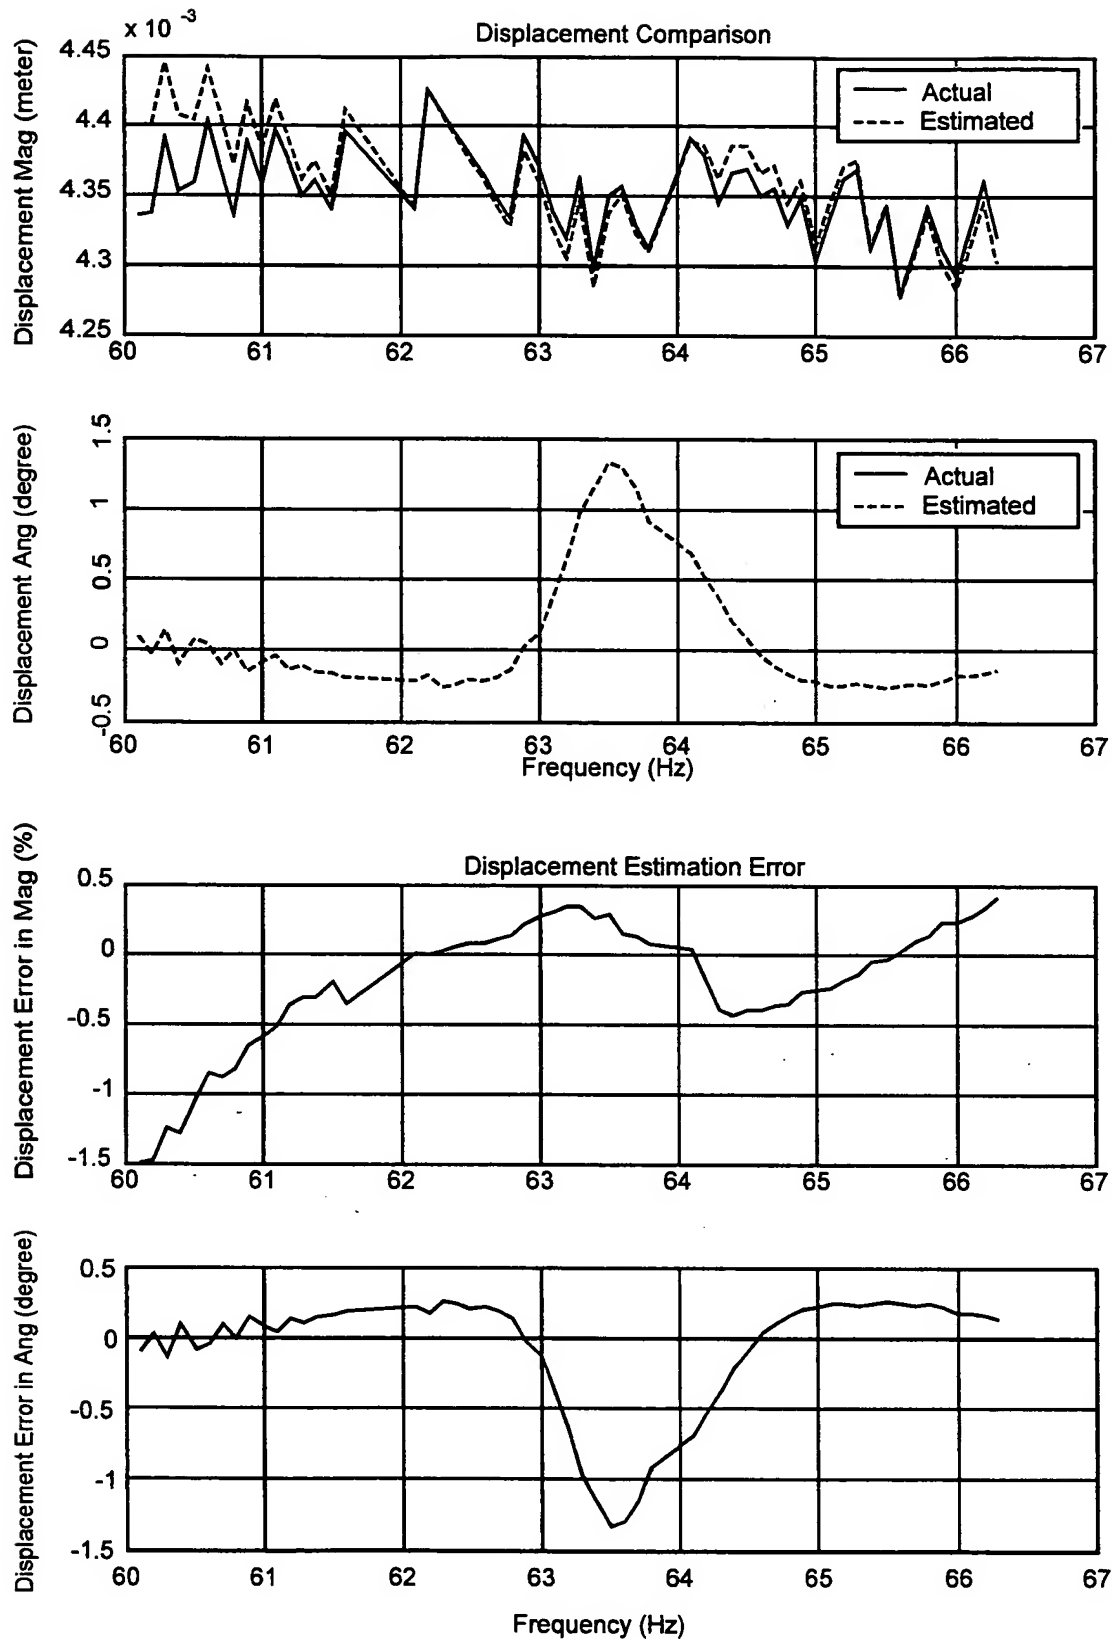 x 10 -3
Displacement Comparison
Displacement Mag (meter)
4.45
4.4
4.35
4.3
4.25
Actual
Estimated
60 61 62 63 64 65 66 67
Displacement Ang (degree)
1.5
1
0.5
0
-0.5
Actual
Estimated
60 61 62 63 64 65 66 67
Frequency (Hz)
Displacement Estimation Error
Displacement Error in Mag (%)
0.5
0
-0.5
-1
-1.5
60 61 62 63 64 65 66 67
Displacement Error in Ang (degree)
0.5
0
-0.5
-1
-1.5
60 61 62 63 64 65 66 67
Frequency (Hz)